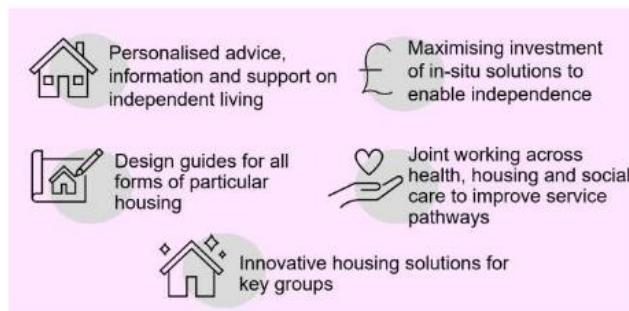 Personalised advice,
information and support on
independent living
£
Maximising investment
of in-situ solutions to
enable independence
Design guides for all
forms of particular
housing
Joint working across
health, housing and social
care to improve service
pathways
Innovative housing solutions for
key groups